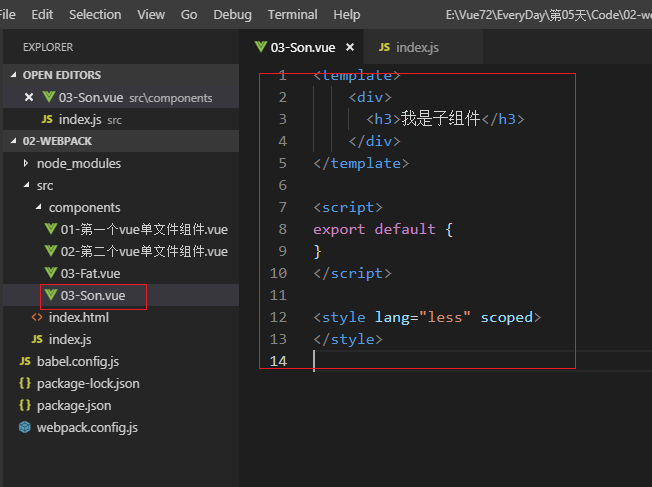 File Edit Selection View Go Debug Terminal Help E:\Vue72\EveryDay\第05天\Code\02-we
EXPLORER
OPEN EDITORS
03-Son.vue src\components
index.js src
02-WEBPACK
node_modules
src
components
01-第一个vue单文件组件.vue
02-第二个vue单文件组件.vue
03-Fat.vue
03-Son.vue
index.html
index.js
babel.config.js
package-lock.json
package.json
webpack.config.js
03-Son.vue index.js
1 <template>
2 <div>
3 <h3>我是子组件</h3>
4 </div>
5 </template>
6
7 <script>
8 export default {
9 }
10 </script>
11
12 <style lang="less" scoped>
13 </style>
14